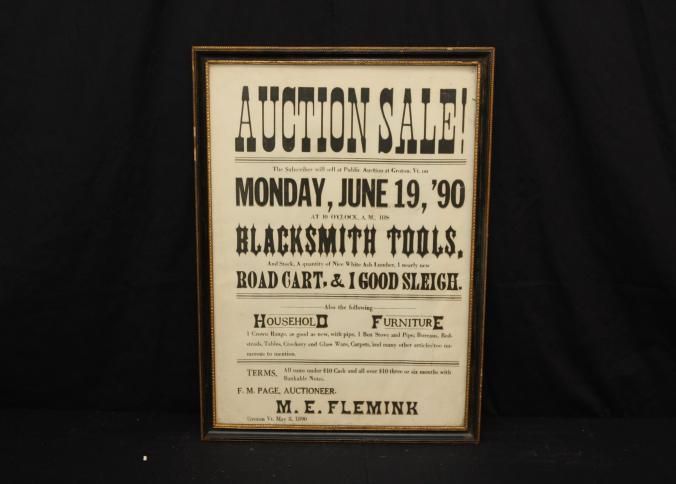 AUCTION SALE!
The Subscriber will sell at Public Auction at Groton, Vt. on
MONDAY, JUNE 19, '90
AT 10 O'CLOCK, A. M., HIS
BLACKSMITH TOOLS,
And Stock, A quantity of Nice White Ash Lumber, 1 nearly new
ROAD CART, & 1 GOOD SLEIGH.
Also the following
HOUSEHOLD FURNITURE
1 Crown Range, as good as new, with pipe, 1 Box Stove and Pipe, Bureaus, Bed-
steads, Tables, Crockery and Glass Ware, Carpets, and many other articles too nu-
merous to mention.
TERMS, All sums under $10 Cash and all over $10 three or six months with
Bankable Notes.
F. M. PAGE, AUCTIONEER.
M. E. FLEMINK
Groton Vt. May 8, 1890